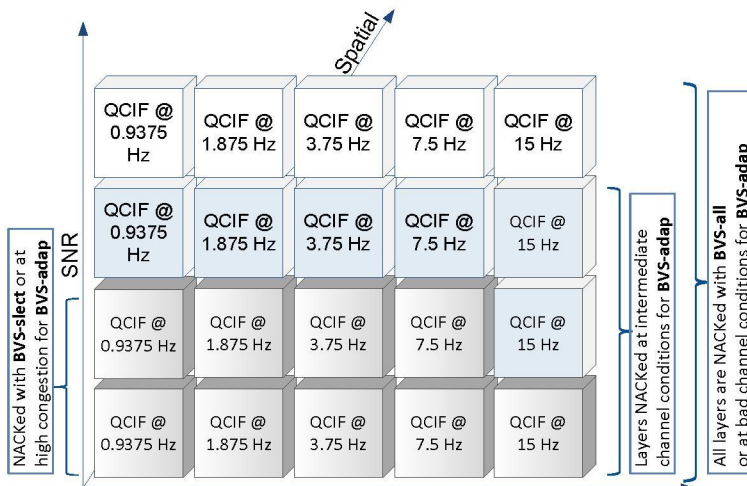 Spatial
SNR
QCIF @
0.9375
Hz
QCIF @
1.875 Hz
QCIF @
3.75 Hz
QCIF @
7.5 Hz
QCIF @
15 Hz
QCIF @
0.9375
Hz
QCIF @
1.875 Hz
QCIF @
3.75 Hz
QCIF @
7.5 Hz
QCIF @
15 Hz
QCIF @
0.9375 Hz
QCIF @
1.875 Hz
QCIF @
3.75 Hz
QCIF @
7.5 Hz
QCIF @
15 Hz
QCIF @
0.9375 Hz
QCIF @
1.875 Hz
QCIF @
3.75 Hz
QCIF @
7.5 Hz
QCIF @
15 Hz
NACKed with BVS-slect or at
high congestion for BVS-adap
Layers NACKed at intermediate
channel conditions for BVS-adap
All layers are NACKed with BVS-all
or at bad channel conditions for BVS-adap